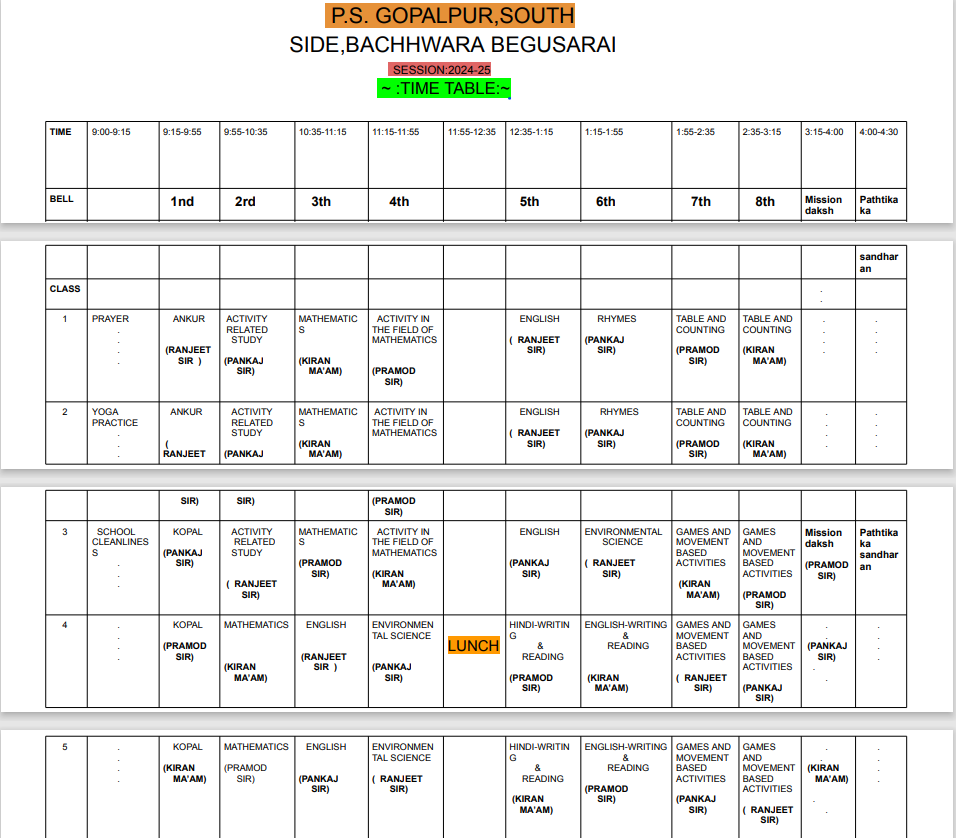 P.S. GOPALPUR,SOUTH
SIDE,BACHHWARA BEGUSARAI
SESSION:2024-25
~ :TIME TABLE:~
TIME 9:00-9:15 9:15-9:55 9:55-10:35 10:35-11:15 11:15-11:55 11:55-12:35 12:35-1:15 1:15-1:55 1:55-2:35 2:35-3:15 3:15-4:00 4:00-4:30
BELL 1nd 2rd 3th 4th 5th 6th 7th 8th Mission Pathtika
daksh ka
sandhar
an
CLASS
1 PRAYER ANKUR ACTIVITY MATHEMATIC ACTIVITY IN ENGLISH RHYMES TABLE AND TABLE AND
RELATED S THE FIELD OF COUNTING COUNTING
STUDY MATHEMATICS
(RANJEET SIR ) (PANKAJ SIR) (KIRAN MA'AM) (PRAMOD SIR) ( RANJEET SIR) (PANKAJ SIR) (PRAMOD SIR) (KIRAN MA'AM)
2 YOGA ANKUR ACTIVITY MATHEMATIC ACTIVITY IN ENGLISH RHYMES TABLE AND TABLE AND
PRACTICE RELATED S THE FIELD OF COUNTING COUNTING
STUDY MATHEMATICS
( RANJEET (PANKAJ (KIRAN MA'AM) ( RANJEET SIR) (PANKAJ SIR) (PRAMOD SIR) (KIRAN MA'AM)
SIR) SIR) (PRAMOD SIR)
3 SCHOOL KOPAL ACTIVITY MATHEMATIC ACTIVITY IN ENGLISH ENVIRONMENTAL GAMES AND GAMES Mission Pathtika
CLEANLINES RELATED S THE FIELD OF SCIENCE MOVEMENT AND daksh ka
S STUDY MATHEMATICS BASED MOVEMENT sandhar
ACTIVITIES BASED an
ACTIVITIES
(PANKAJ SIR) ( RANJEET SIR) (PRAMOD SIR) (KIRAN MA'AM) (PANKAJ SIR) ( RANJEET SIR) (KIRAN MA'AM) (PRAMOD SIR) (PRAMOD SIR)
4 KOPAL MATHEMATICS ENGLISH ENVIRONMEN LUNCH HINDI-WRITIN ENGLISH-WRITING GAMES AND GAMES
TAL SCIENCE G & MOVEMENT AND
& READING BASED MOVEMENT
READING ACTIVITIES BASED
ACTIVITIES
(PRAMOD SIR) (KIRAN MA'AM) (RANJEET SIR ) (PANKAJ SIR) (PRAMOD SIR) (KIRAN MA'AM) ( RANJEET SIR) (PANKAJ SIR) (PANKAJ SIR)
5 KOPAL MATHEMATICS ENGLISH ENVIRONMEN HINDI-WRITIN ENGLISH-WRITING GAMES AND GAMES
TAL SCIENCE G & MOVEMENT AND
& READING BASED MOVEMENT
READING ACTIVITIES BASED
ACTIVITIES
(KIRAN MA'AM) (PRAMOD SIR) (PANKAJ SIR) ( RANJEET SIR) (KIRAN MA'AM) (PRAMOD SIR) (PANKAJ SIR) ( RANJEET SIR) (KIRAN MA'AM)